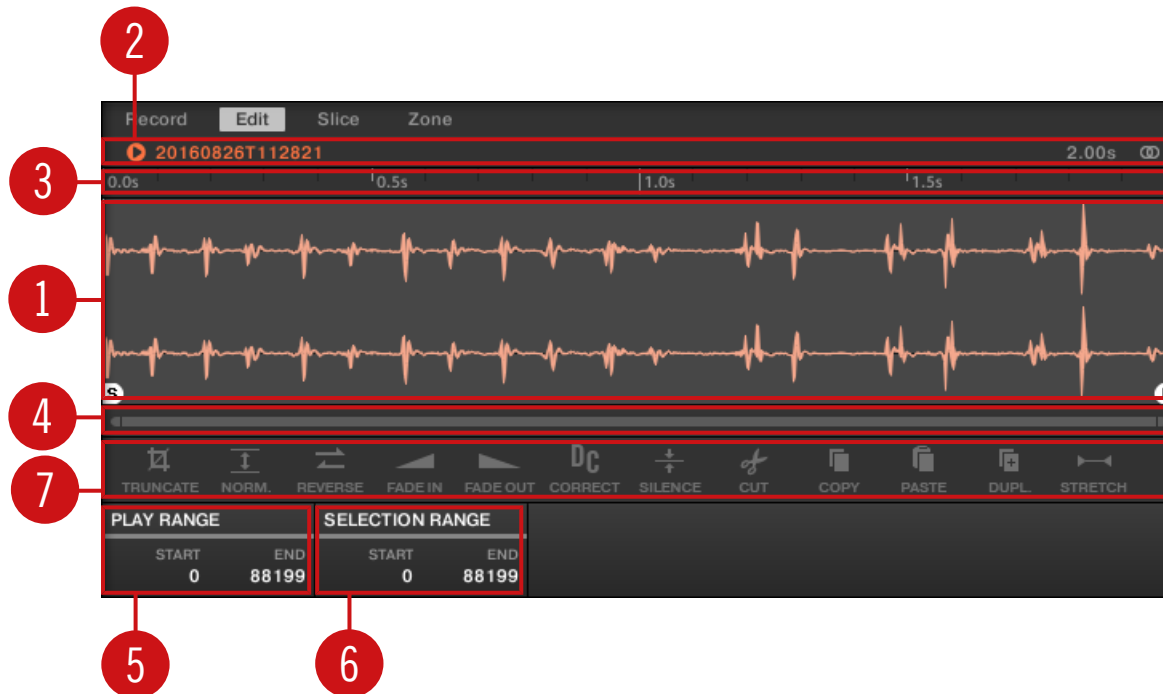 2
Record Edit Slice Zone
20160826T112821 2.00s
3
0.0s 0.5s 1.0s 1.5s
1
S
4
7
DC
TRUNCATE NORM. REVERSE FADE IN FADE OUT CORRECT SILENCE CUT COPY PASTE DUPL. STRETCH
PLAY RANGE SELECTION RANGE
START END START END
0 88199 0 88199
5 6